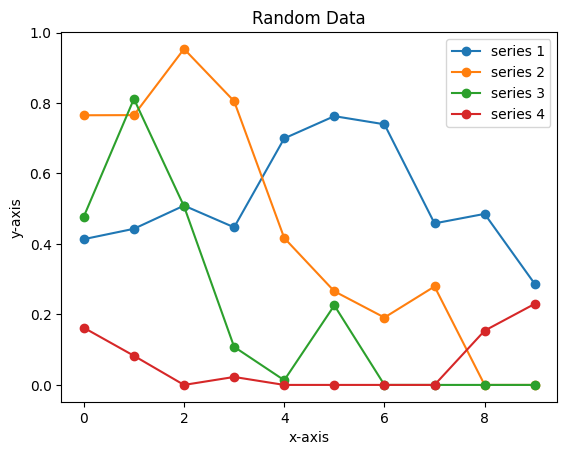 Random Data
1.0
0.8
0.6
0.4
0.2
0.0
y-axis
series 1
series 2
series 3
series 4
0 2 4 6 8
x-axis